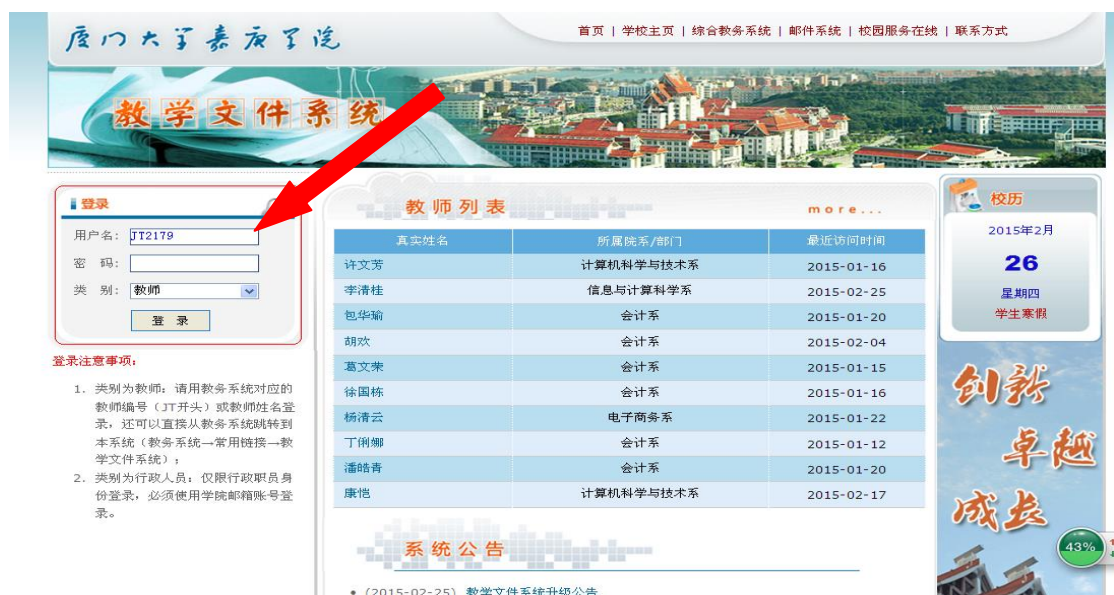 厦门大学嘉庚学院
首页 | 学校主页 | 综合教务系统 | 邮件系统 | 校园服务在线 | 联系方式
教学文件系统
登录
用户名: JT2179
密 码:
类 别: 教师
登 录
登录注意事项:
1. 类别为教师: 请用教务系统对应的
教师编号（JT开头）或教师姓名登
录, 还可以直接从教务系统跳转到
本系统（教务系统→常用链接→教
学文件系统）;
2. 类别为行政人员: 仅限行政职员身
份登录, 必须使用学院邮箱账号登
录。
教师列表
more...
真实姓名 所属院系/部门 最近访问时间
许文芳 计算机科学与技术系 2015-01-16
李清桂 信息与计算科学系 2015-02-25
包华瑜 会计系 2015-01-20
胡欢 会计系 2015-02-04
葛文荣 会计系 2015-01-15
徐国栋 会计系 2015-01-16
杨清云 电子商务系 2015-01-22
丁俐娜 会计系 2015-01-12
潘皓青 会计系 2015-01-20
康恺 计算机科学与技术系 2015-02-17
系统公告
• (2015-02-25) 教学文件系统升级公告
校历
2015年2月
26
星期四
学生寒假
创新
卓越
成长
43%